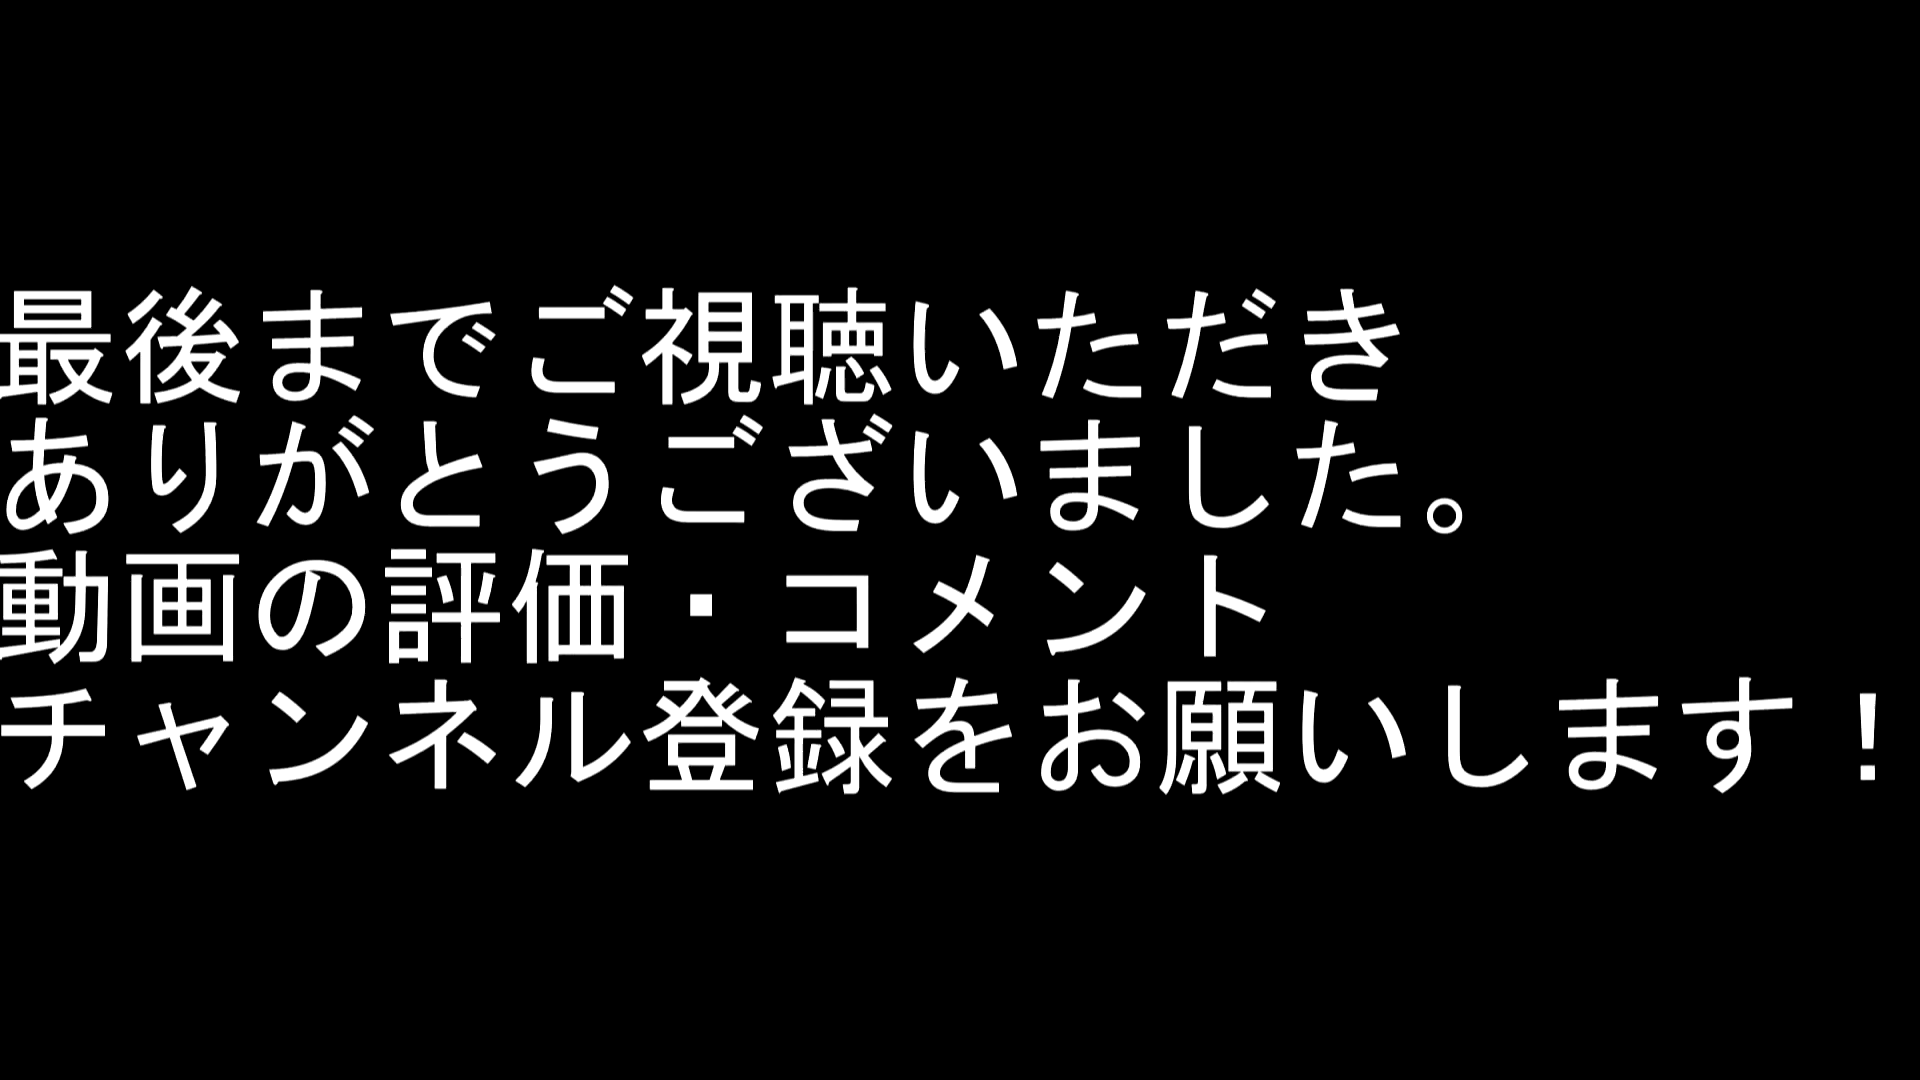 最後までご視聴いただき
ありがとうございました。
動画の評価・コメント
チャンネル登録をお願いします！